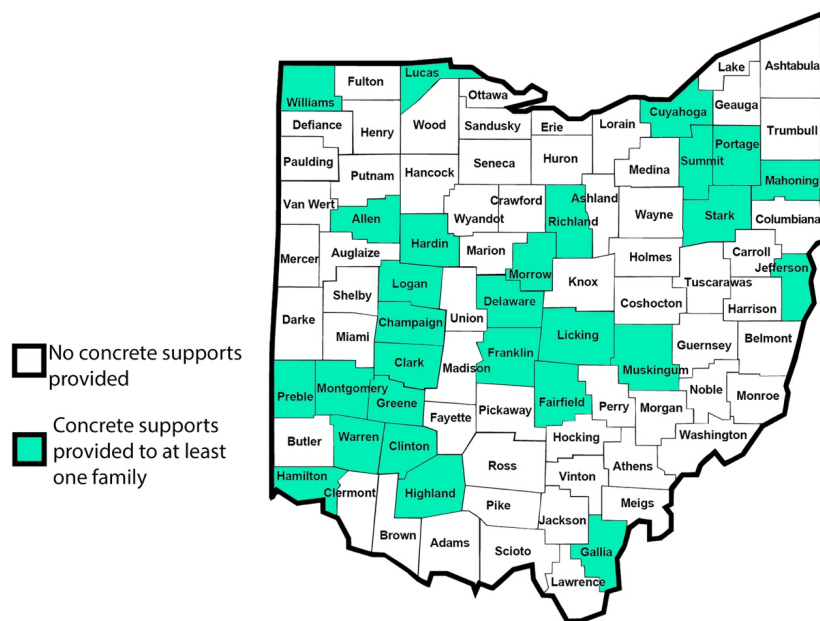 Lake
Ashtabula
Lucas
Fulton
Williams
Ottawa
Geauga
Cuyahoga
Defiance
Henry
Wood
Sandusky
Erie
Lorain
Trumbull
Portage
Paulding
Putnam
Hancock
Seneca
Huron
Medina
Summit
Mahoning
Van Wert
Allen
Wyandot
Crawford
Richland
Ashland
Wayne
Stark
Columbiana
Mercer
Auglaize
Hardin
Marion
Morrow
Holmes
Carroll
Jefferson
Logan
Knox
Tuscarawas
Shelby
Delaware
Coshocton
Harrison
Darke
Champaign
Union
Licking
Miami
Guernsey
Belmont
Clark
Madison
Franklin
Muskingum
Preble
Montgomery
Greene
Fairfield
Perry
Noble
Monroe
Fayette
Pickaway
Morgan
Butler
Warren
Clinton
Hocking
Washington
Hamilton
Clermont
Highland
Ross
Vinton
Athens
Pike
Meigs
Brown
Adams
Scioto
Jackson
Gallia
Lawrence
No concrete supports
provided
Concrete supports
provided to at least
one family